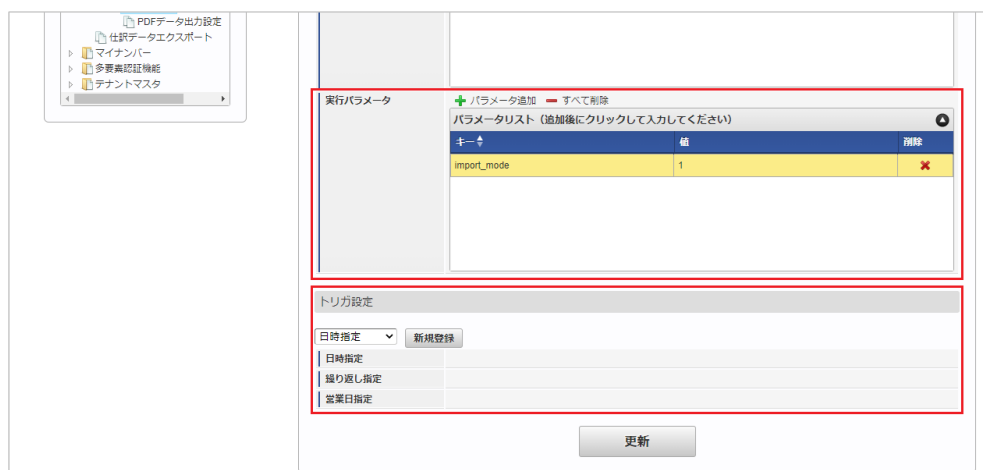 PDFデータ出力設定
仕訳データエクスポート
マイナンバー
多要素認証機能
テナントマスタ
実行パラメータ
パラメータ追加 すべて削除
パラメータリスト（追加後にクリックして入力してください）
キー 値 削除
import_mode 1
トリガ設定
日時指定 新規登録
日時指定
繰り返し指定
営業日指定
更新